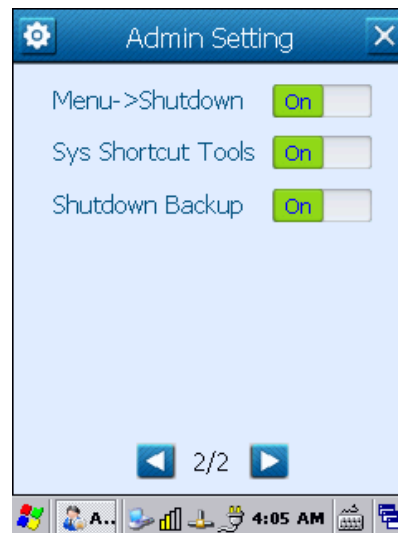 Admin Setting
Menu->Shutdown On
Sys Shortcut Tools On
Shutdown Backup On
2/2
A.. 4:05 AM